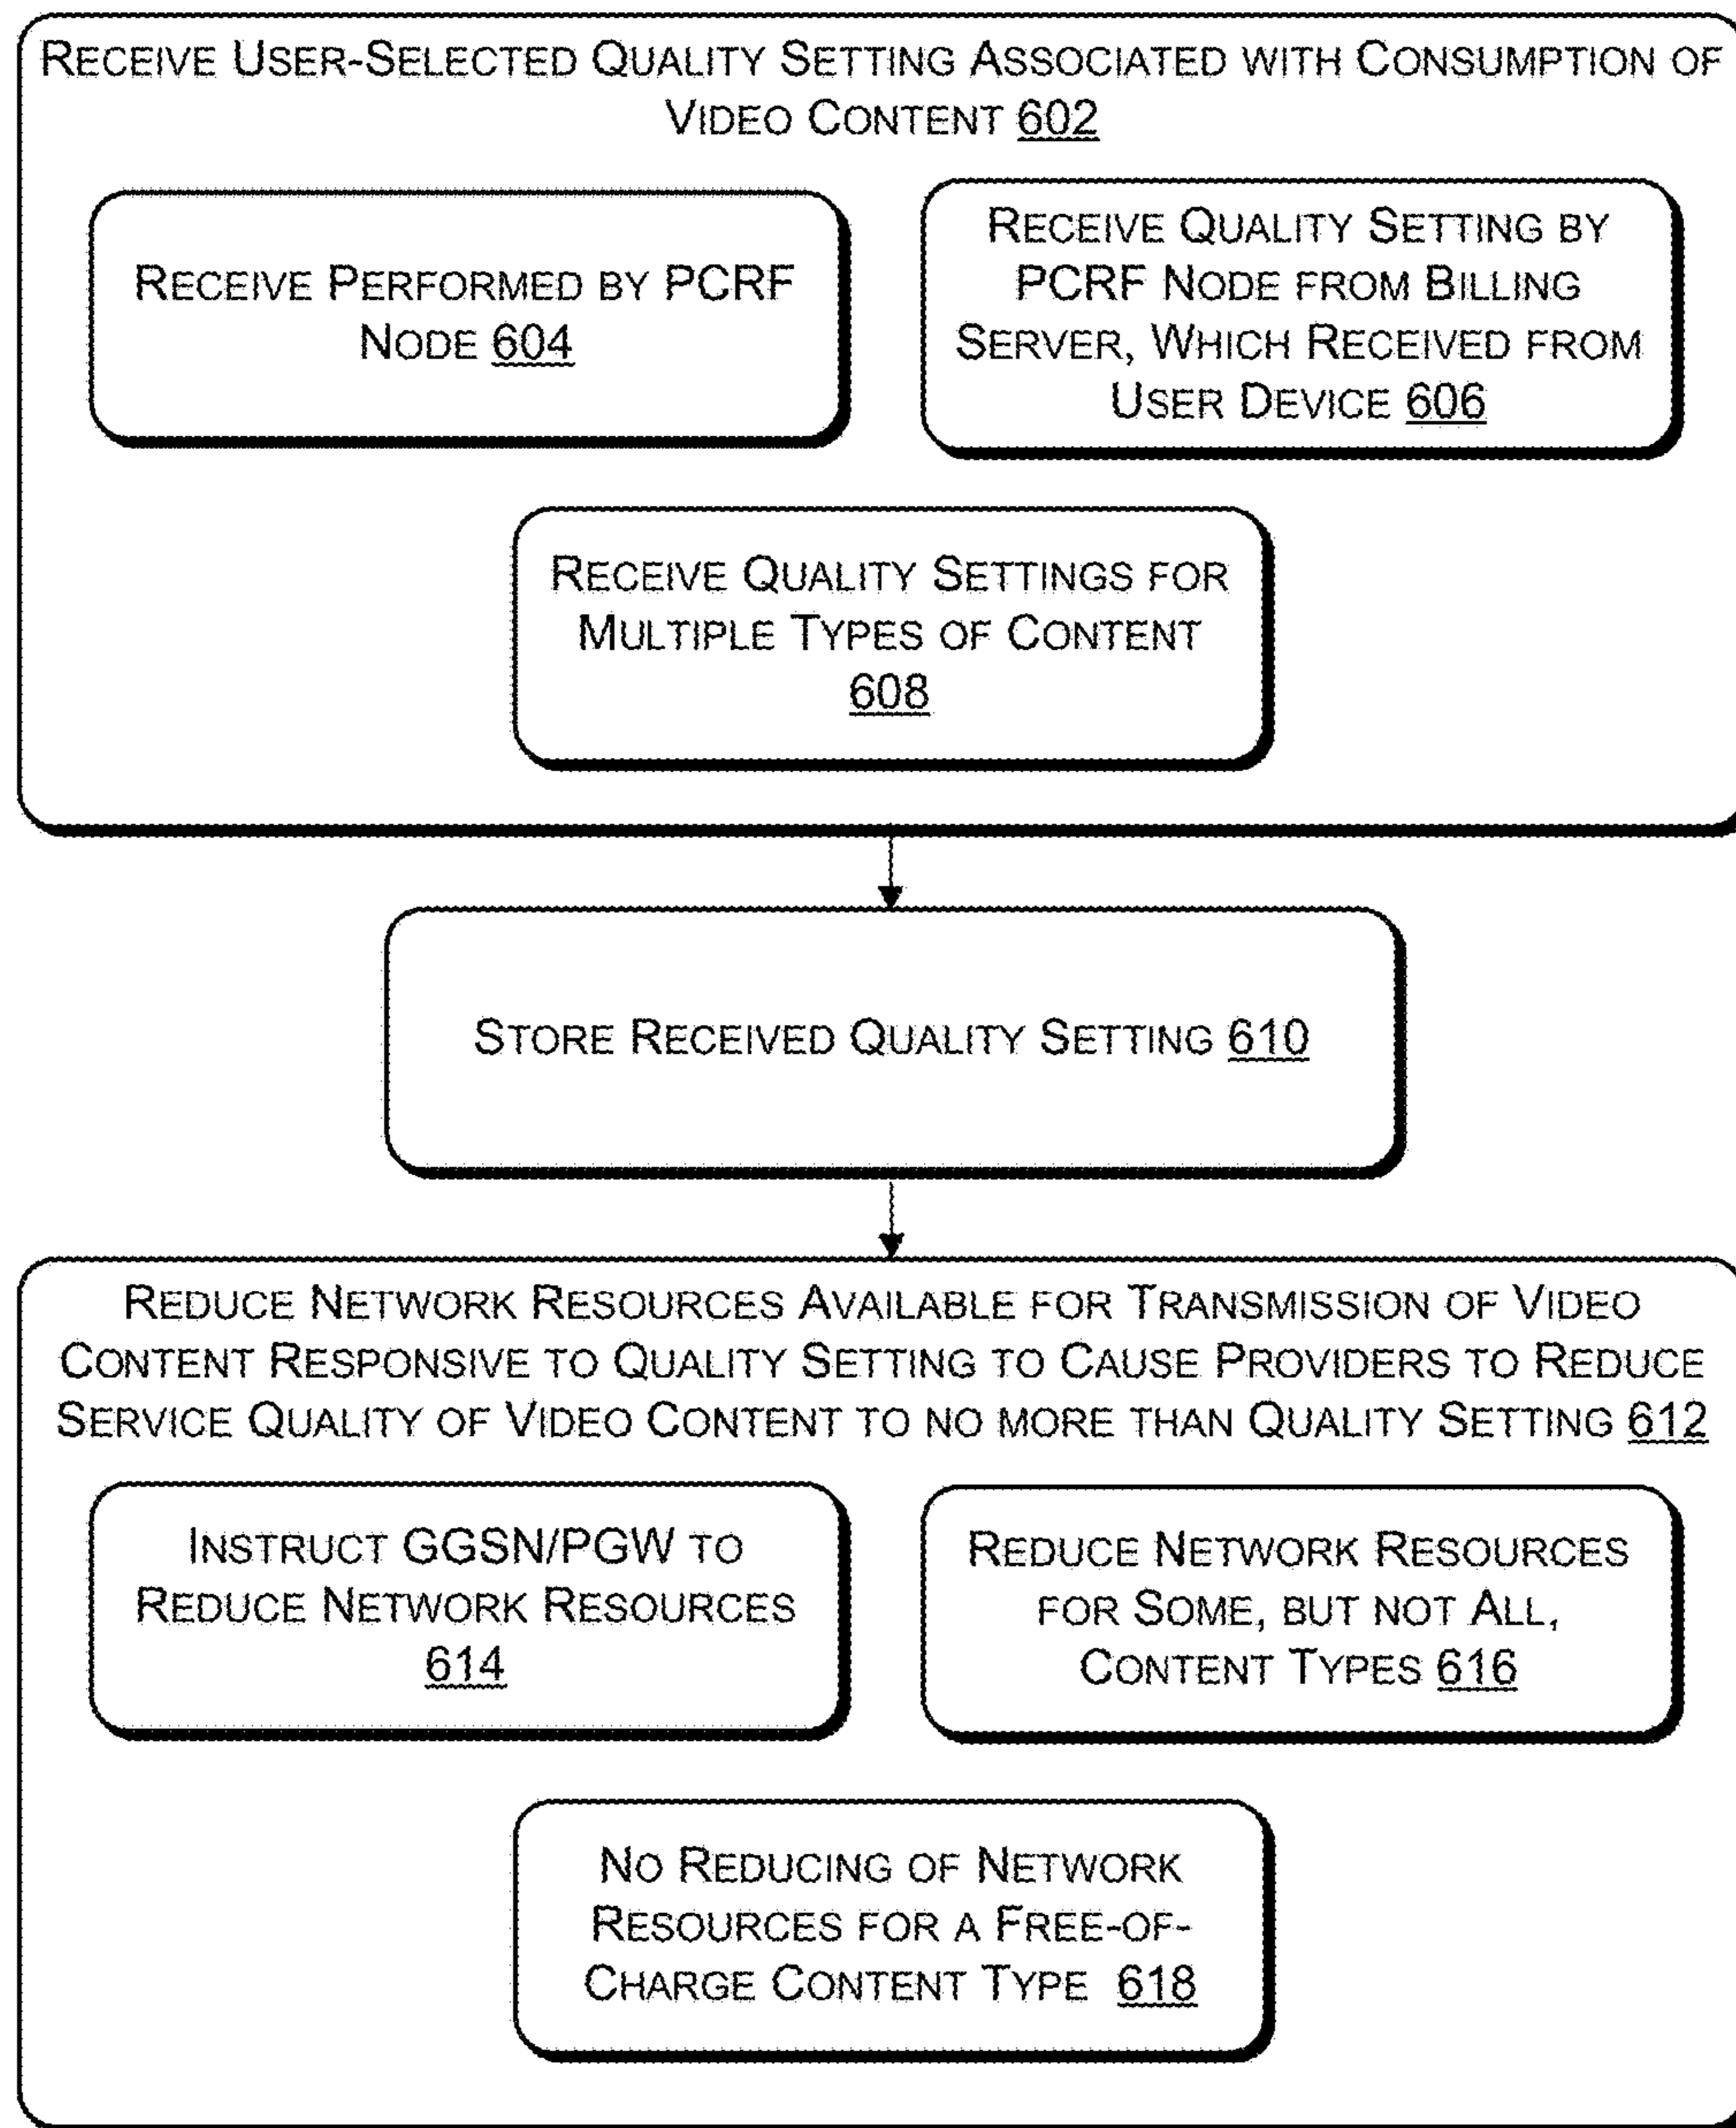 RECEIVE USER-SELECTED QUALITY SETTING ASSOCIATED WITH CONSUMPTION OF
VIDEO CONTENT 602
RECEIVE PERFORMED BY PCRF
NODE 604
RECEIVE QUALITY SETTING BY
PCRF NODE FROM BILLING
SERVER, WHICH RECEIVED FROM
USER DEVICE 606
RECEIVE QUALITY SETTINGS FOR
MULTIPLE TYPES OF CONTENT
608
STORE RECEIVED QUALITY SETTING 610
REDUCE NETWORK RESOURCES AVAILABLE FOR TRANSMISSION OF VIDEO
CONTENT RESPONSIVE TO QUALITY SETTING TO CAUSE PROVIDERS TO REDUCE
SERVICE QUALITY OF VIDEO CONTENT TO NO MORE THAN QUALITY SETTING 612
INSTRUCT GGSN/PGW TO
REDUCE NETWORK RESOURCES
614
REDUCE NETWORK RESOURCES
FOR SOME, BUT NOT ALL,
CONTENT TYPES 616
NO REDUCING OF NETWORK
RESOURCES FOR A FREE-OF-
CHARGE CONTENT TYPE 618